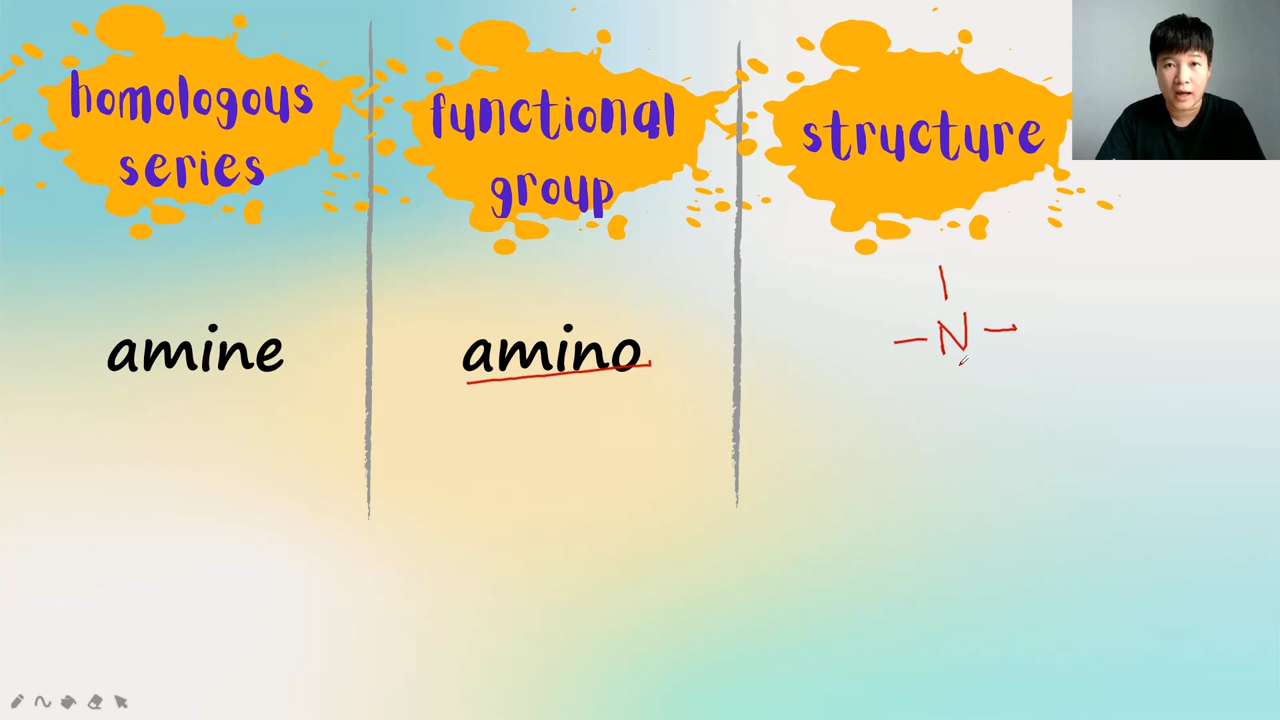 homologous
series
functional
group
structure
amine
amino
N